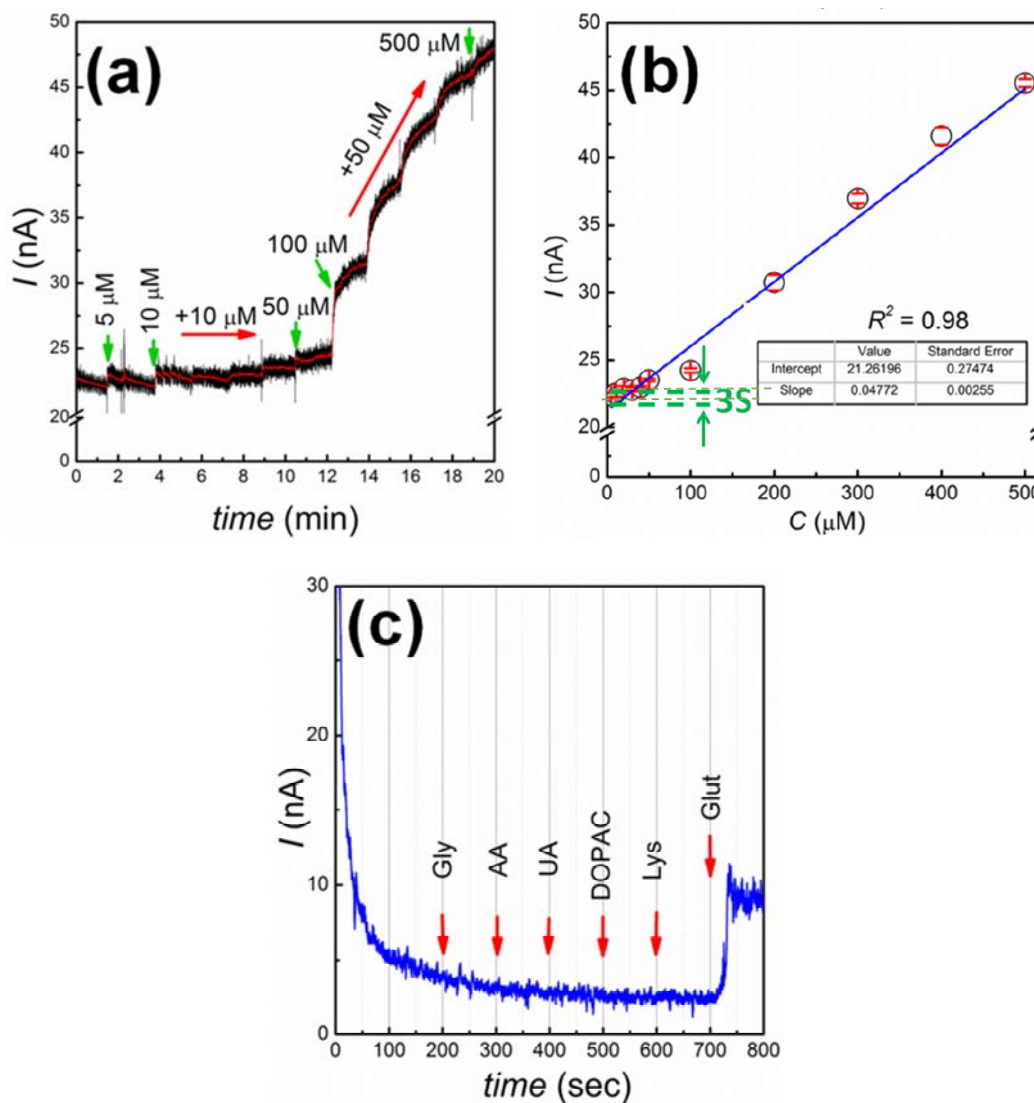 (a)
50
45
40
35
30
25
20
0
I (nA)
5 μM
10 μM
+10 μM
50 μM
100 μM
+50 μM
500 μM
0 2 4 6 8 10 12 14 16 18 20
time (min)
(b)
50
45
40
35
30
25
20
0
I (nA)
R² = 0.98
Value Standard Error
Intercept 21.26196 0.27474
Slope 0.04772 0.00255
3S
0 100 200 300 400 500
C (μM)
(c)
30
20
10
0
I (nA)
Gly
AA
UA
DOPAC
Lys
Glut
0 100 200 300 400 500 600 700 800
time (sec)